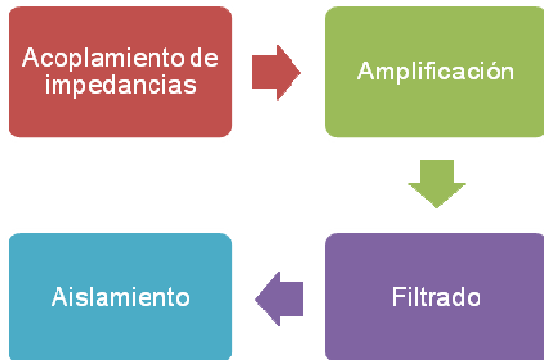 Acoplamiento de
impedancias
Amplificación
Filtrado
Aislamiento